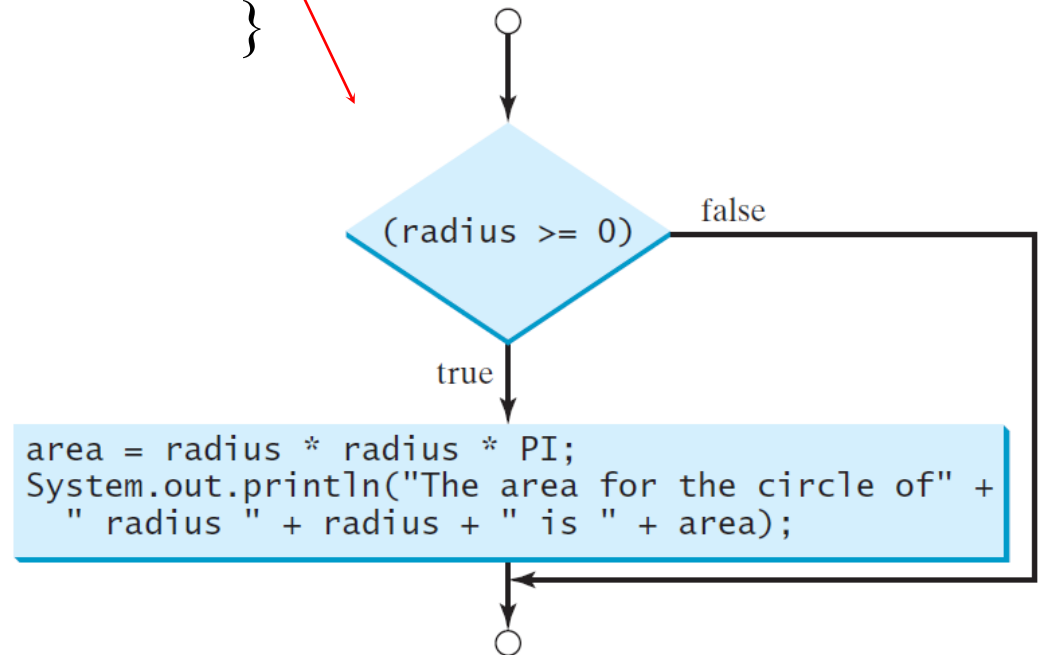 }
(radius >= 0)
false
true
area = radius * radius * PI;
System.out.println("The area for the circle of" +
" radius " + radius + " is " + area);